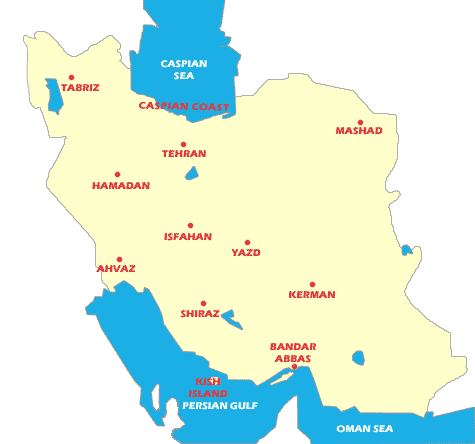 CASPIAN
SEA
TABRIZ
CASPIAN COAST
MASHAD
TEHRAN
HAMADAN
ISFAHAN
YAZD
AHVAZ
KERMAN
SHIRAZ
BANDAR
ABBAS
KISH
ISLAND
PERSIAN GULF
OMAN SEA